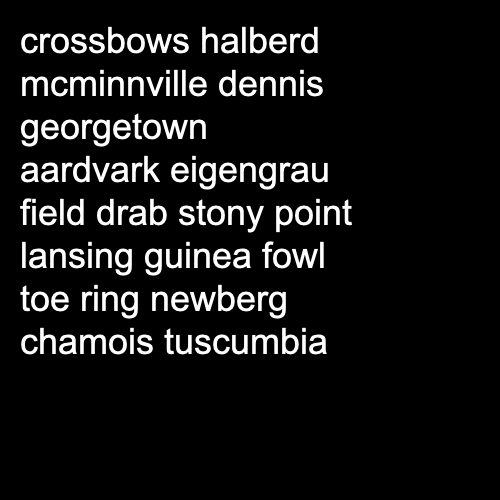 crossbows halberd
mcminnville dennis
georgetown
aardvark eigengrau
field drab stony point
lansing guinea fowl
toe ring newberg
chamois tuscumbia